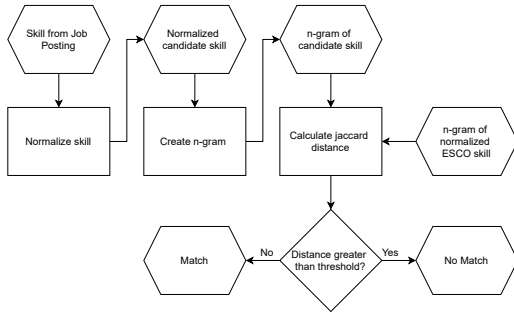 Skill from Job
Posting
Normalized
candidate skill
n-gram of
candidate skill
Normalize skill
Create n-gram
Calculate jaccard
distance
n-gram of
normalized
ESCO skill
Match
No
Distance greater
than threshold?
Yes
No Match